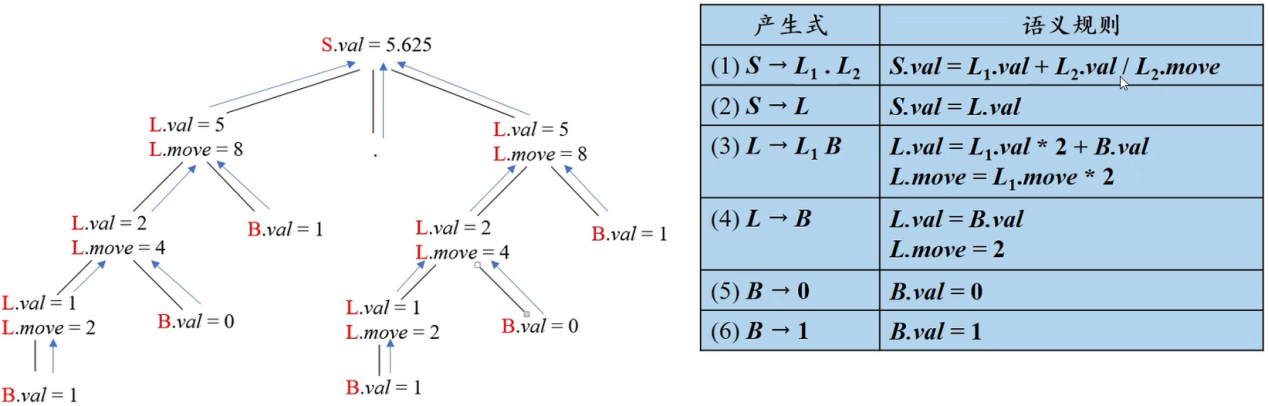 S.val = 5.625
L.val = 5
L.move = 8
.
L.val = 5
L.move = 8
L.val = 2
L.move = 4
B.val = 1
L.val = 2
L.move = 4
B.val = 1
L.val = 1
L.move = 2
B.val = 0
L.val = 1
L.move = 2
B.val = 0
B.val = 1
B.val = 1
产生式 语义规则
(1) S → L₁ . L₂ S.val = L₁.val + L₂.val / L₂.move
(2) S → L S.val = L.val
(3) L → L₁ B L.val = L₁.val * 2 + B.val
L.move = L₁.move * 2
(4) L → B L.val = B.val
L.move = 2
(5) B → 0 B.val = 0
(6) B → 1 B.val = 1